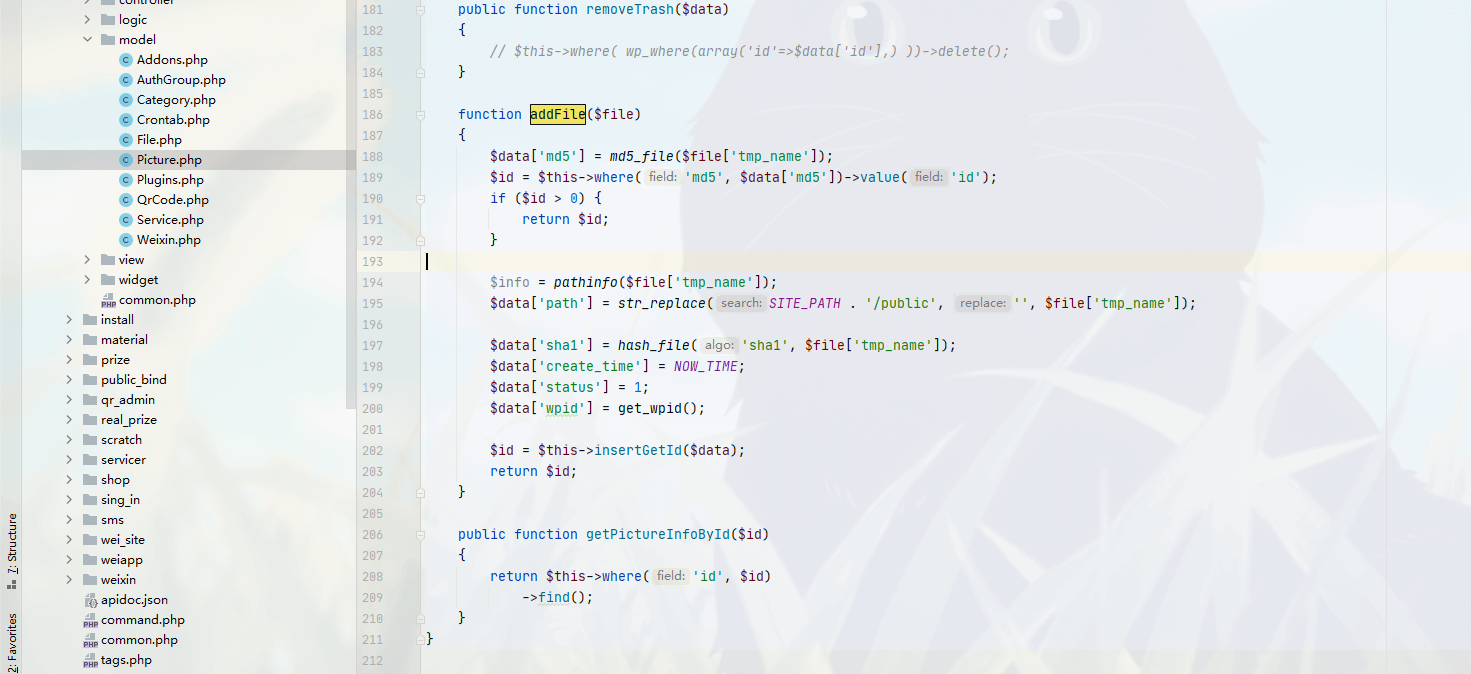 controller
logic
model
Addons.php
AuthGroup.php
Category.php
Crontab.php
File.php
Picture.php
Plugins.php
QrCode.php
Service.php
Weixin.php
view
widget
common.php
install
material
prize
public_bind
qr_admin
real_prize
scratch
servicer
shop
sing_in
sms
wei_site
weiapp
weixin
apidoc.json
command.php
common.php
tags.php
7: Structure
2: Favorites
181 public function removeTrash($data)
182 {
183 // $this->where( wp_where(array('id'=>$data['id'],) ))->delete();
184 }
185
186 function addFile($file)
187 {
188 $data['md5'] = md5_file($file['tmp_name']);
189 $id = $this->where( field: 'md5', $data['md5'])->value( field: 'id');
190 if ($id > 0) {
191 return $id;
192 }
193
194 $info = pathinfo($file['tmp_name']);
195 $data['path'] = str_replace( search: SITE_PATH . '/public', replace: '', $file['tmp_name']);
196
197 $data['sha1'] = hash_file( algo: 'sha1', $file['tmp_name']);
198 $data['create_time'] = NOW_TIME;
199 $data['status'] = 1;
200 $data['wpid'] = get_wpid();
201
202 $id = $this->insertGetId($data);
203 return $id;
204 }
205
206 public function getPictureInfoById($id)
207 {
208 return $this->where( field: 'id', $id)
209 ->find();
210 }
211 }
212
PHP
PHP
PHP
PHP